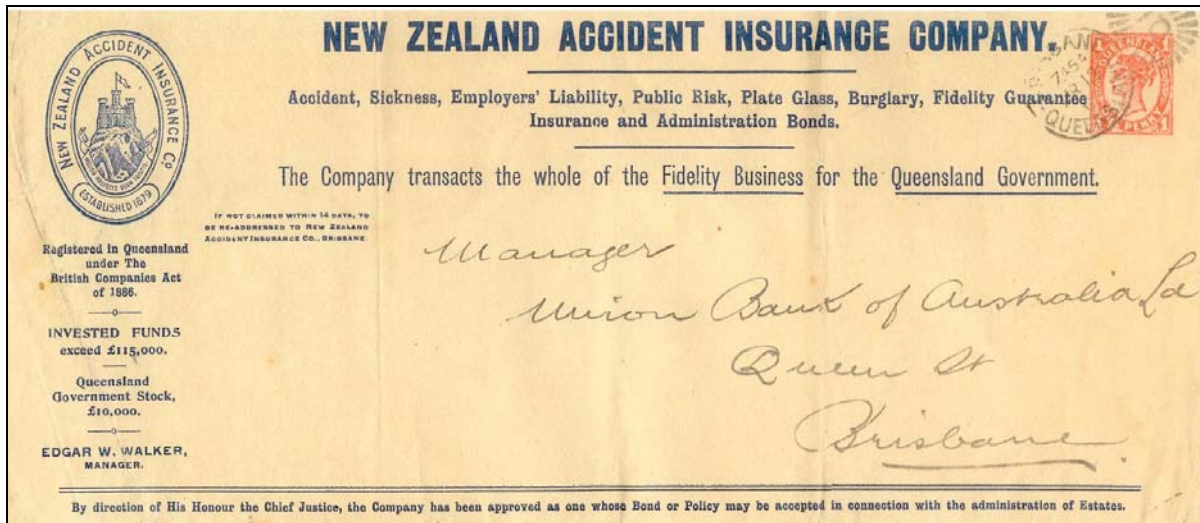 NEW ZEALAND ACCIDENT INSURANCE COMPANY.
Accident, Sickness, Employers' Liability, Public Risk, Plate Glass, Burglary, Fidelity Guarantee
Insurance and Administration Bonds.
The Company transacts the whole of the Fidelity Business for the Queensland Government.
NEW ZEALAND ACCIDENT INSURANCE Co
ESTABLISHED 1879
IF NOT CLAIMED WITHIN 14 DAYS, TO
BE RE-ADDRESSED TO NEW ZEALAND
ACCIDENT INSURANCE CO., BRISBANE.
Registered in Queensland
under The
British Companies Act
of 1886.
INVESTED FUNDS
exceed £115,000.
Queensland
Government Stock,
£10,000.
EDGAR W. WALKER,
MANAGER.
1 QUEENSLAND
PENNY 1
Manager
Union Bank of Australia Ld
Queen St
Brisbane
By direction of His Honour the Chief Justice, the Company has been approved as one whose Bond or Policy may be accepted in connection with the administration of Estates.